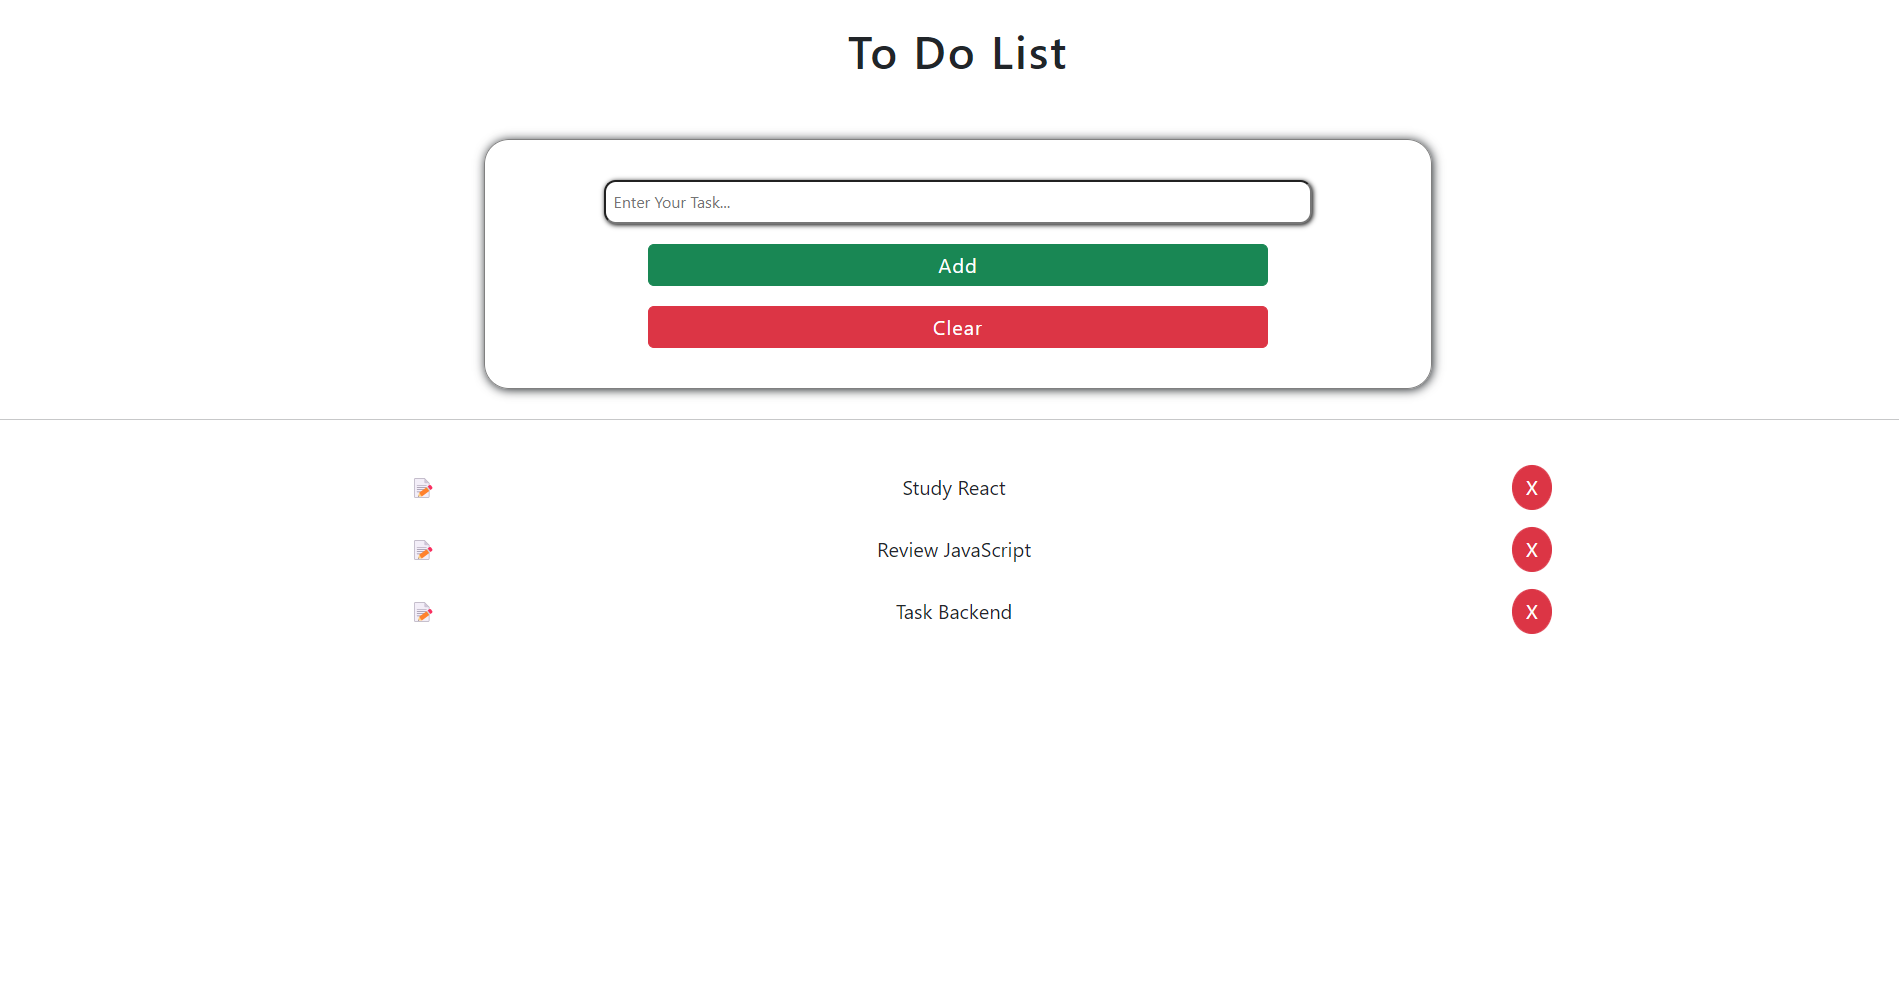 To Do List
Enter Your Task...
Add
Clear
Study React X
Review JavaScript X
Task Backend X